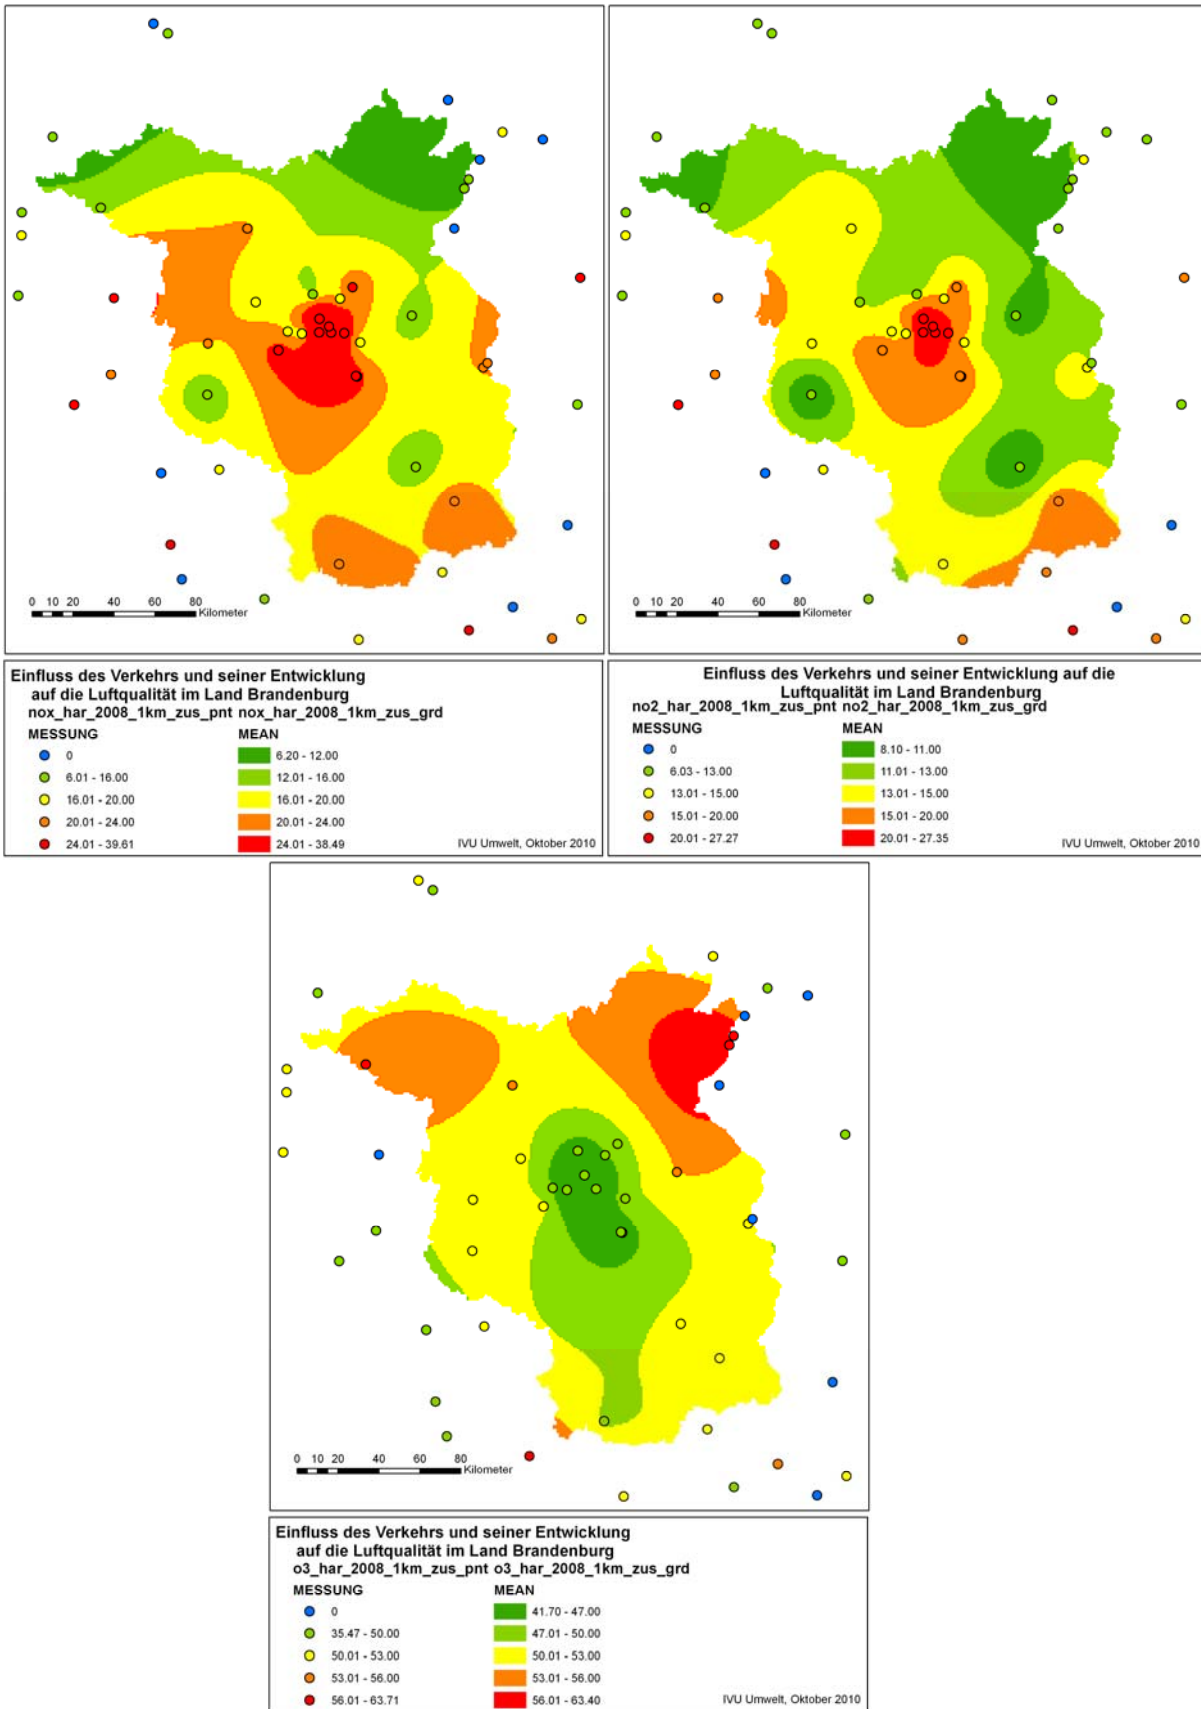 0 10 20 40 60 80
Kilometer
0 10 20 40 60 80
Kilometer
Einfluss des Verkehrs und seiner Entwicklung
auf die Luftqualität im Land Brandenburg
nox_har_2008_1km_zus_pnt nox_har_2008_1km_zus_grd
MESSUNG MEAN
0 6.20 - 12.00
6.01 - 16.00 12.01 - 16.00
16.01 - 20.00 16.01 - 20.00
20.01 - 24.00 20.01 - 24.00
24.01 - 39.61 24.01 - 38.49
IVU Umwelt, Oktober 2010
Einfluss des Verkehrs und seiner Entwicklung auf die
Luftqualität im Land Brandenburg
no2_har_2008_1km_zus_pnt no2_har_2008_1km_zus_grd
MESSUNG MEAN
0 8.10 - 11.00
6.03 - 13.00 11.01 - 13.00
13.01 - 15.00 13.01 - 15.00
15.01 - 20.00 15.01 - 20.00
20.01 - 27.27 20.01 - 27.35
IVU Umwelt, Oktober 2010
0 10 20 40 60 80
Kilometer
Einfluss des Verkehrs und seiner Entwicklung
auf die Luftqualität im Land Brandenburg
o3_har_2008_1km_zus_pnt o3_har_2008_1km_zus_grd
MESSUNG MEAN
0 41.70 - 47.00
35.47 - 50.00 47.01 - 50.00
50.01 - 53.00 50.01 - 53.00
53.01 - 56.00 53.01 - 56.00
56.01 - 63.71 56.01 - 63.40
IVU Umwelt, Oktober 2010